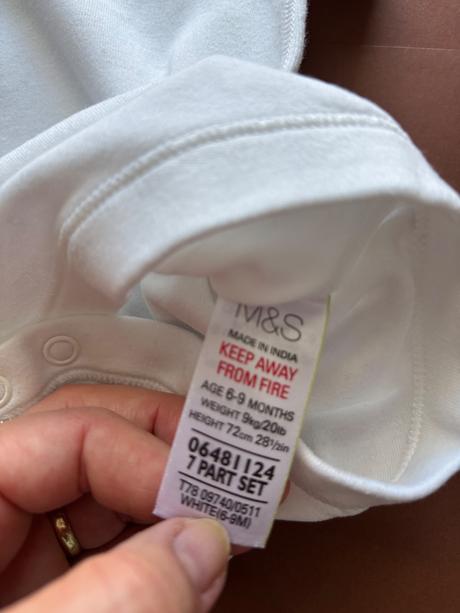 M&S
MADE IN INDIA
KEEP AWAY
FROM FIRE
AGE 6-9 MONTHS
WEIGHT 9kg/20lb
HEIGHT 72cm 28½in
06481124
7 PART SET
T78 09740/0511
WHITE(6-9M)